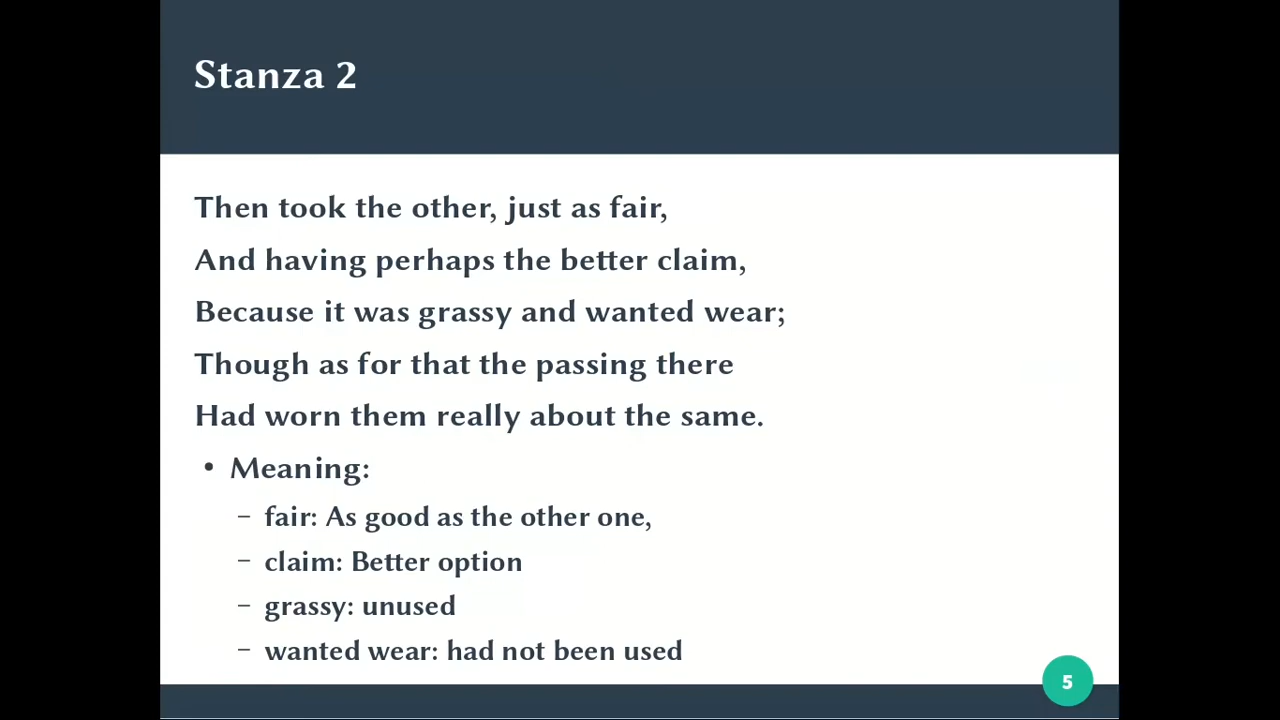 Stanza 2
Then took the other, just as fair,
And having perhaps the better claim,
Because it was grassy and wanted wear;
Though as for that the passing there
Had worn them really about the same.
• Meaning:
– fair: As good as the other one,
– claim: Better option
– grassy: unused
– wanted wear: had not been used
5